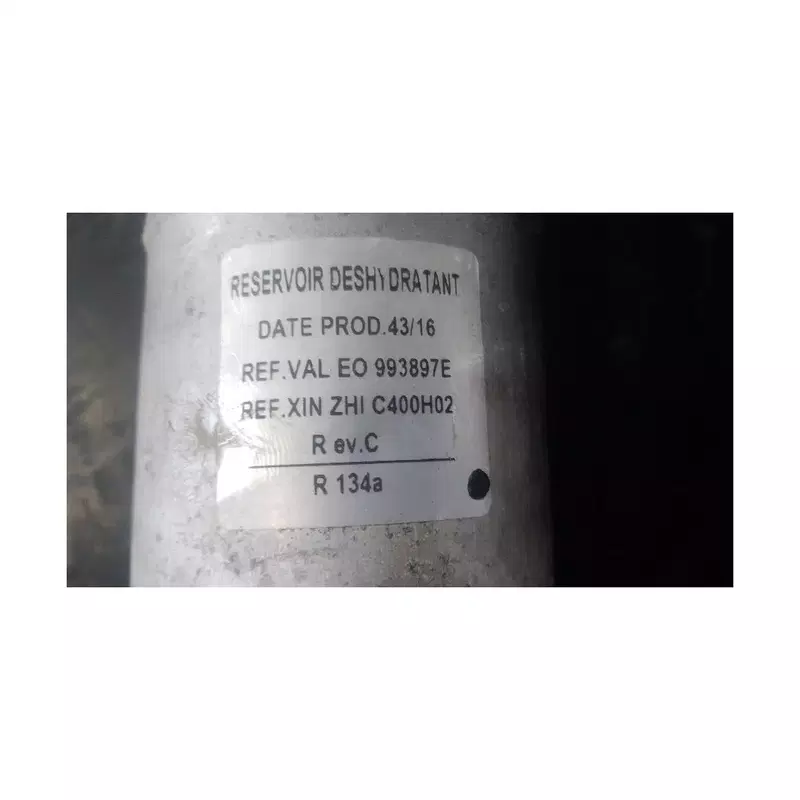 RESERVOIR DESHYDRATANT
DATE PROD.43/16
REF.VAL EO 993897E
REF.XIN ZHI C400H02
R ev.C
R 134a